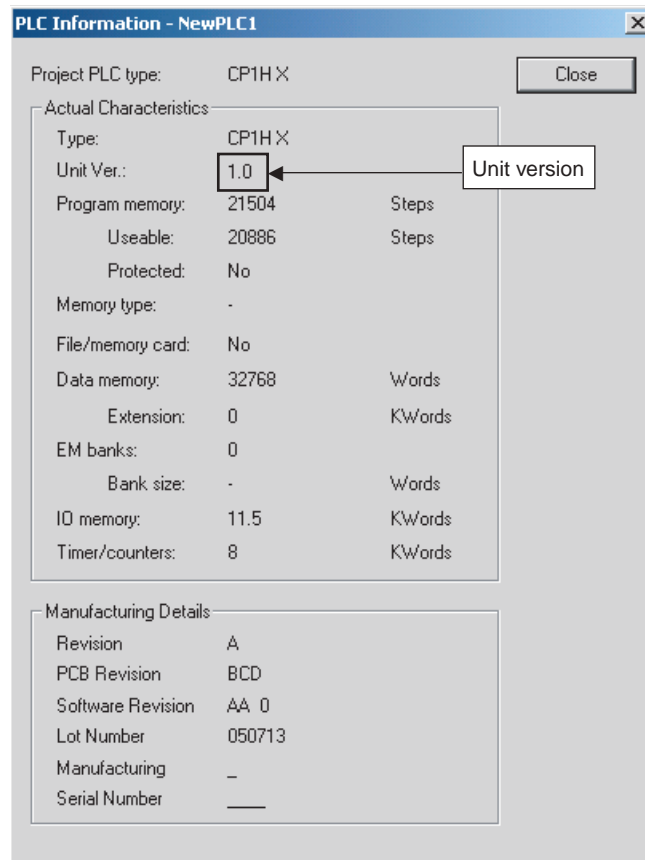 PLC Information - NewPLC1
Project PLC type: CP1H X Close
Actual Characteristics
Type: CP1H X
Unit Ver.: 1.0 Unit version
Program memory: 21504 Steps
Useable: 20886 Steps
Protected: No
Memory type: -
File/memory card: No
Data memory: 32768 Words
Extension: 0 KWords
EM banks: 0
Bank size: - Words
IO memory: 11.5 KWords
Timer/counters: 8 KWords
Manufacturing Details
Revision A
PCB Revision BCD
Software Revision AA 0
Lot Number 050713
Manufacturing _
Serial Number ____